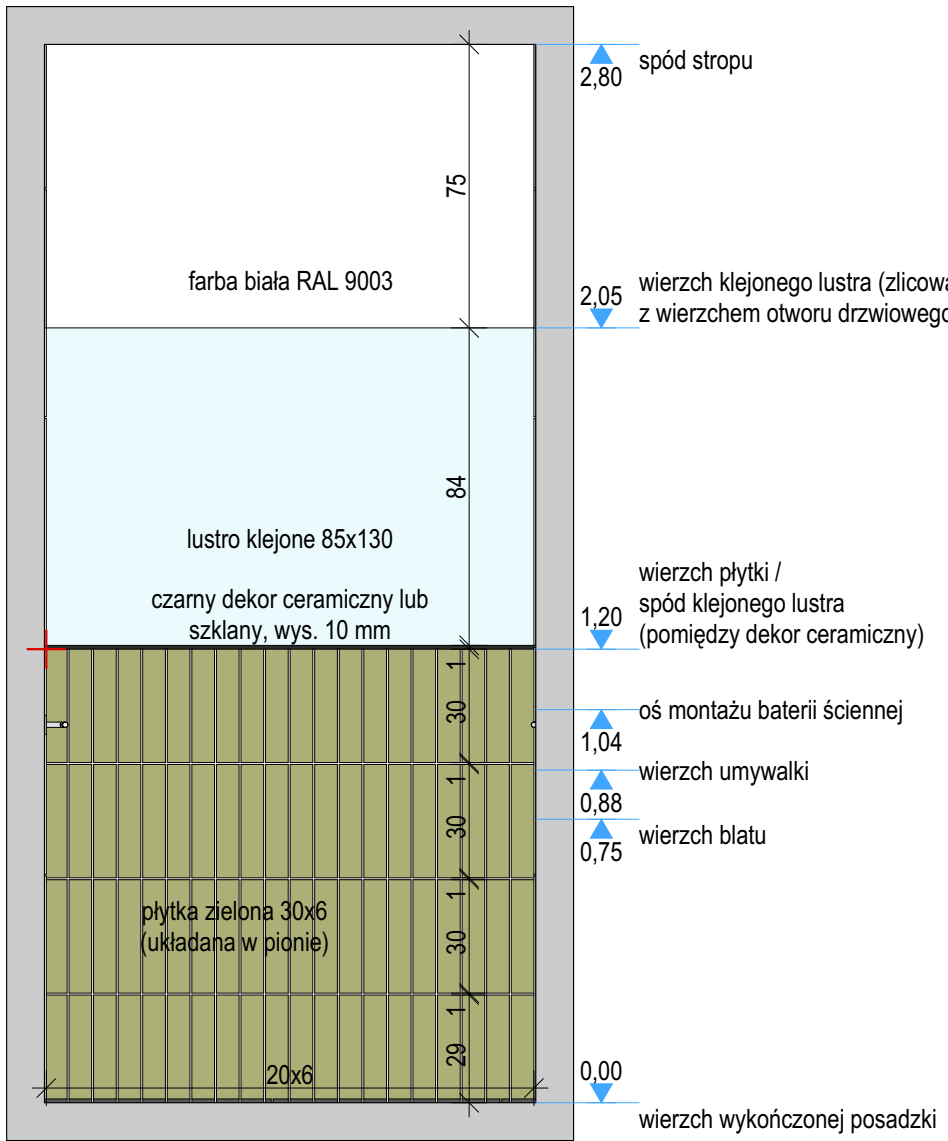 2,80
spód stropu
75
farba biała RAL 9003
2,05
wierzch klejonego lustra (zlicowa
z wierzchem otworu drzwiowego
84
lustro klejone 85x130
czarny dekor ceramiczny lub
szklany, wys. 10 mm
wierzch płytki /
spód klejonego lustra
(pomiędzy dekor ceramiczny)
1,20
1
30
oś montażu baterii ściennej
1,04
wierzch umywalki
0,88
1
30
wierzch blatu
0,75
1
30
płytka zielona 30x6
(układana w pionie)
1
29
20x6
0,00
wierzch wykończonej posadzki